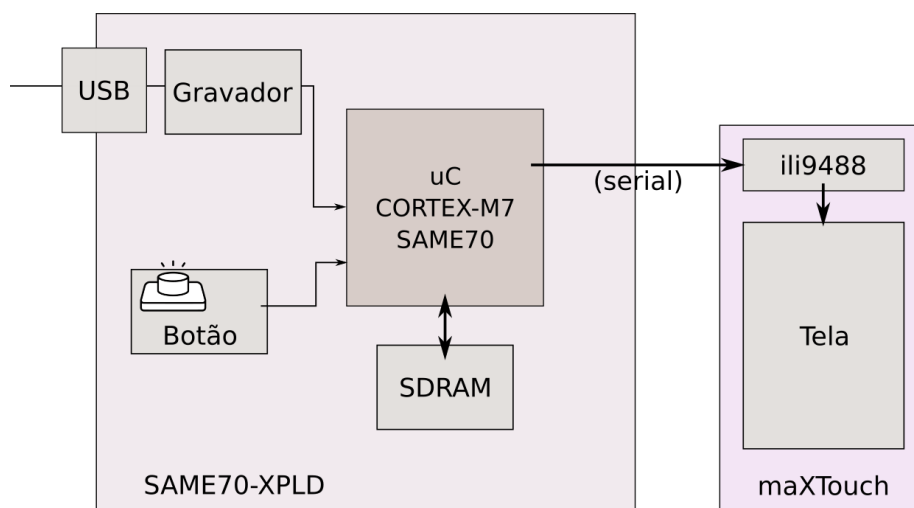 USB
Gravador
uC
CORTEX-M7
SAME70
(serial)
ili9488
Botão
SDRAM
Tela
SAME70-XPLD
maXTouch